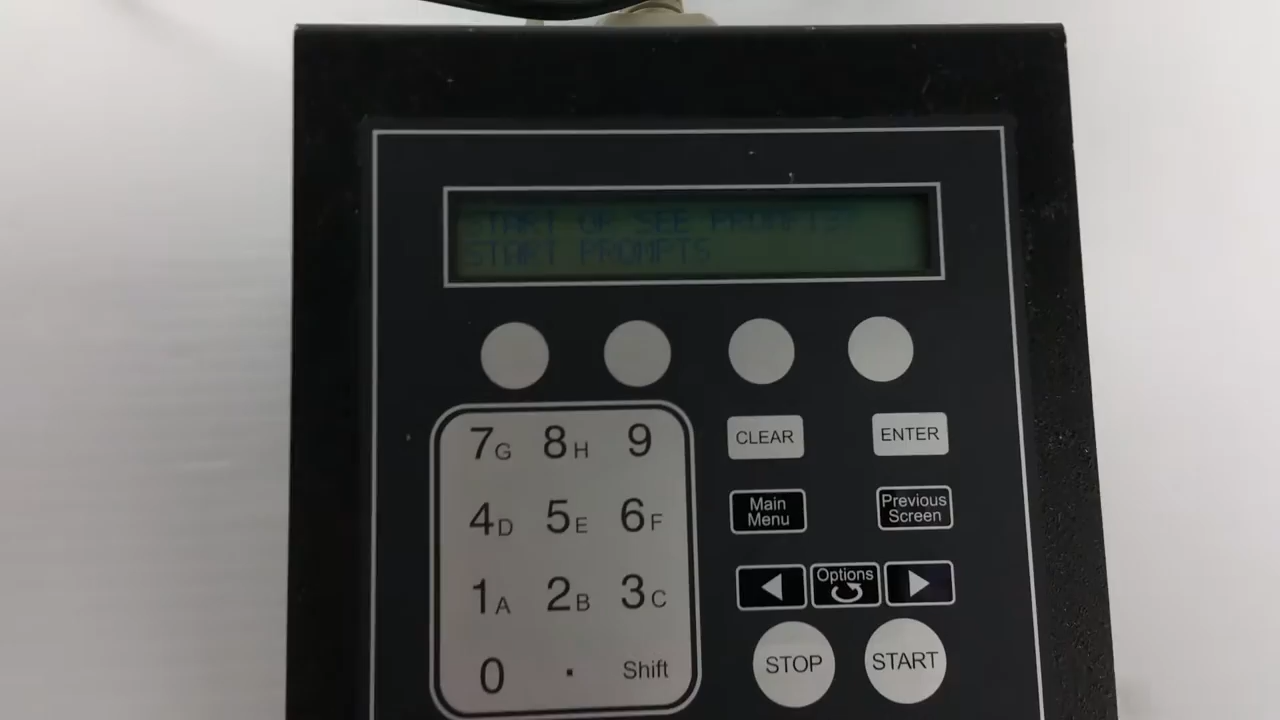 START OR SEE PROMPTS?
START PROMPTS
7G 8H 9
CLEAR
ENTER
4D 5E 6F
Main Menu
Previous Screen
1A 2B 3C
Options
0 . Shift
STOP
START